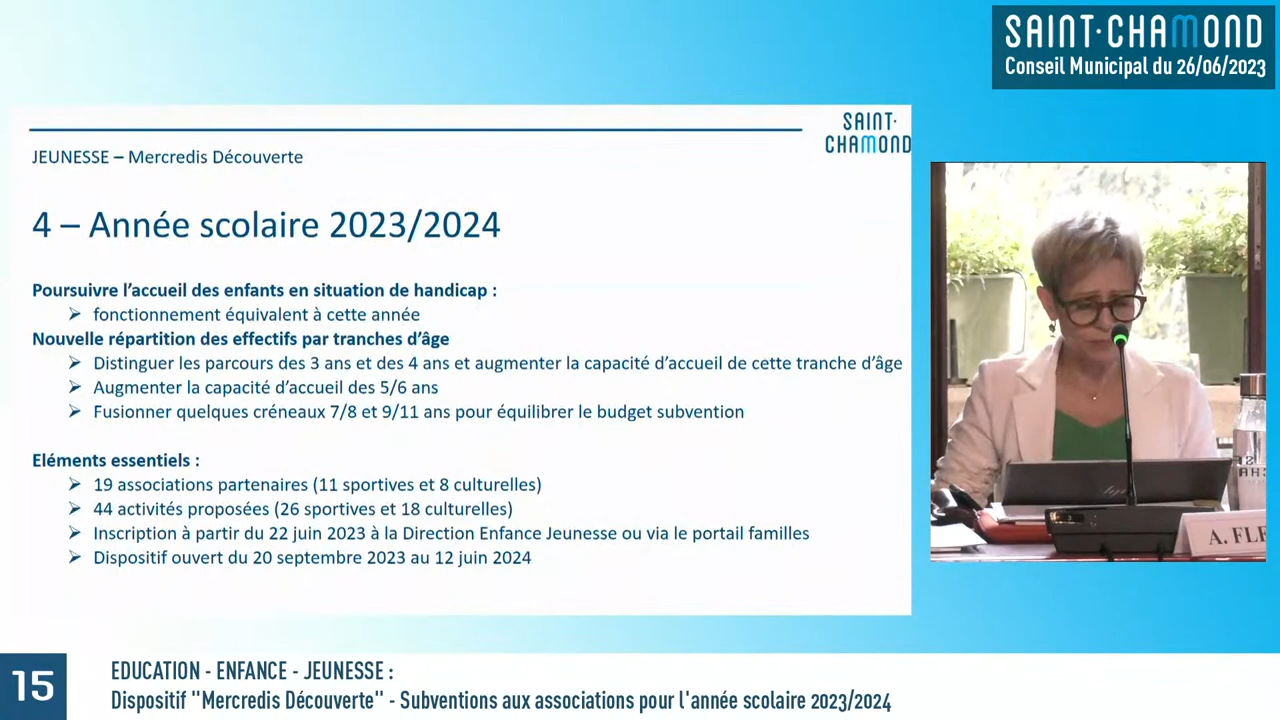 SAINT·CHAMOND
Conseil Municipal du 26/06/2023
SAINT·
CHAMOND
JEUNESSE – Mercredis Découverte
4 – Année scolaire 2023/2024
Poursuivre l’accueil des enfants en situation de handicap :
➢ fonctionnement équivalent à cette année
Nouvelle répartition des effectifs par tranches d’âge
➢ Distinguer les parcours des 3 ans et des 4 ans et augmenter la capacité d’accueil de cette tranche d’âge
➢ Augmenter la capacité d’accueil des 5/6 ans
➢ Fusionner quelques créneaux 7/8 et 9/11 ans pour équilibrer le budget subvention
Eléments essentiels :
➢ 19 associations partenaires (11 sportives et 8 culturelles)
➢ 44 activités proposées (26 sportives et 18 culturelles)
➢ Inscription à partir du 22 juin 2023 à la Direction Enfance Jeunesse ou via le portail familles
➢ Dispositif ouvert du 20 septembre 2023 au 12 juin 2024
hp
A. FLE
15
EDUCATION - ENFANCE - JEUNESSE :
Dispositif "Mercredis Découverte" - Subventions aux associations pour l'année scolaire 2023/2024